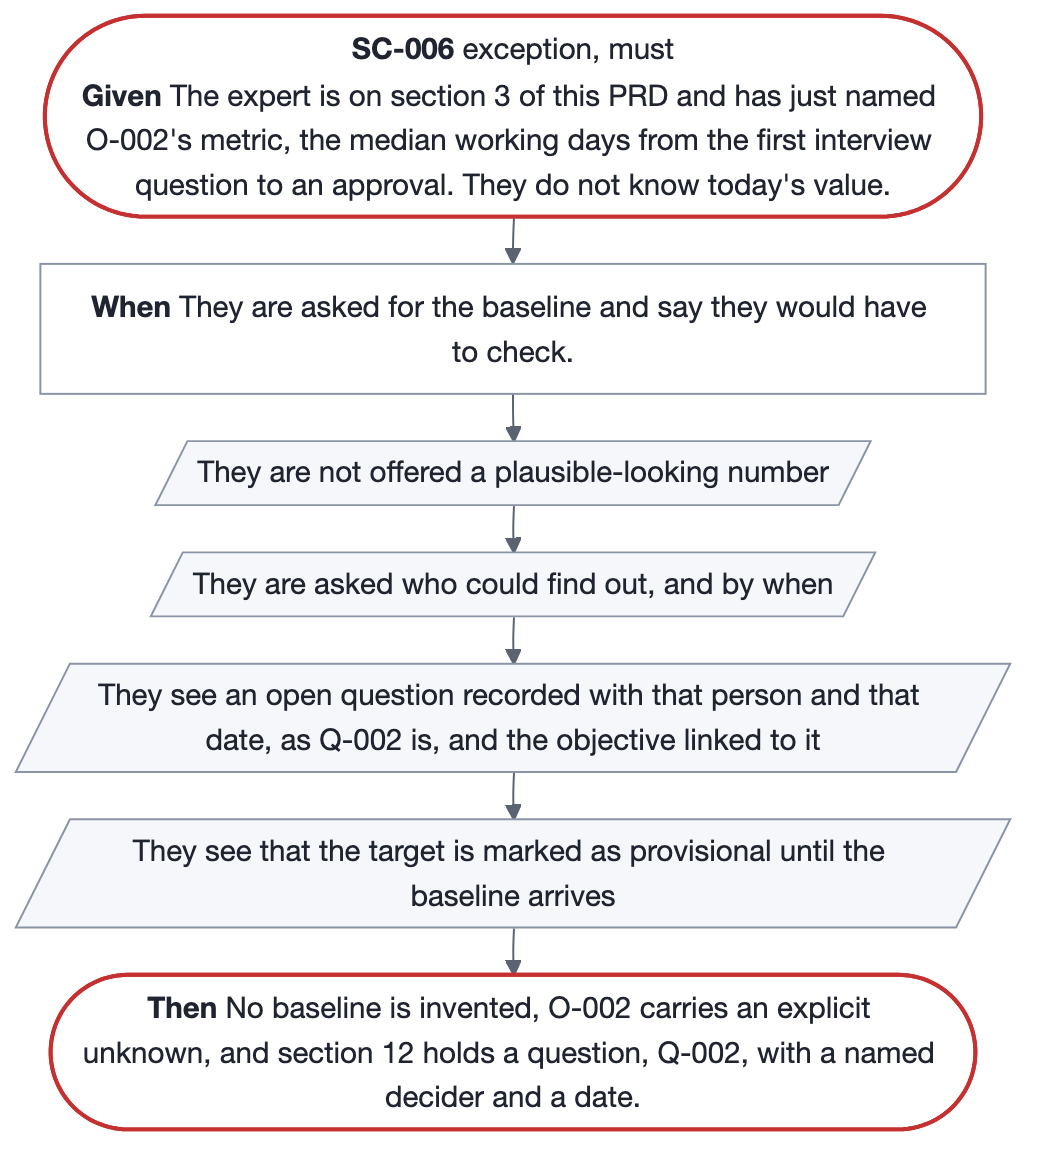 SC-006 exception, must
Given The expert is on section 3 of this PRD and has just named
O-002's metric, the median working days from the first interview
question to an approval. They do not know today's value.
When They are asked for the baseline and say they would have
to check.
They are not offered a plausible-looking number
They are asked who could find out, and by when
They see an open question recorded with that person and that
date, as Q-002 is, and the objective linked to it
They see that the target is marked as provisional until the
baseline arrives
Then No baseline is invented, O-002 carries an explicit
unknown, and section 12 holds a question, Q-002, with a named
decider and a date.